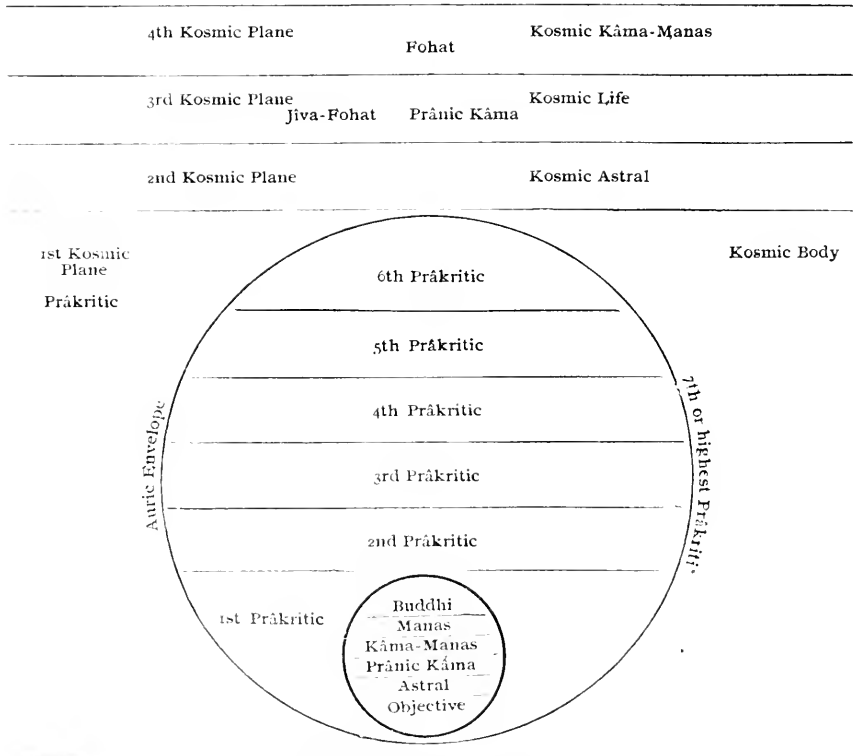 4th Kosmic Plane
Fohat
Kosmic Kâma-Manas
3rd Kosmic Plane
Jîva-Fohat
Prânic Kâma
Kosmic Life
2nd Kosmic Plane
Kosmic Astral
1st Kosmic
Plane
Prâkritic
Kosmic Body
6th Prâkritic
5th Prâkritic
4th Prâkritic
3rd Prâkritic
2nd Prâkritic
1st Prâkritic
Auric Envelope
7th or highest Prâkriti.
Buddhi
Manas
Kâma-Manas
Prânic Kâma
Astral
Objective